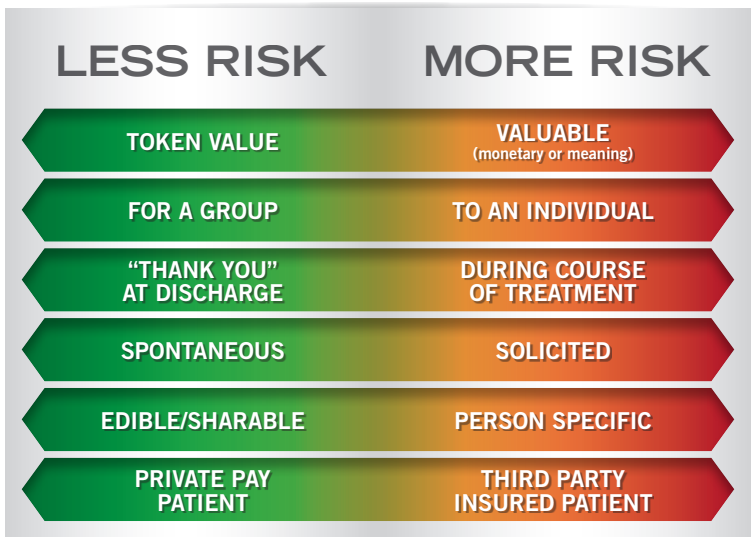 LESS RISK MORE RISK
TOKEN VALUE
VALUABLE
(monetary or meaning)
FOR A GROUP
TO AN INDIVIDUAL
“THANK YOU”
AT DISCHARGE
DURING COURSE
OF TREATMENT
SPONTANEOUS
SOLICITED
EDIBLE/SHARABLE
PERSON SPECIFIC
PRIVATE PAY
PATIENT
THIRD PARTY
INSURED PATIENT